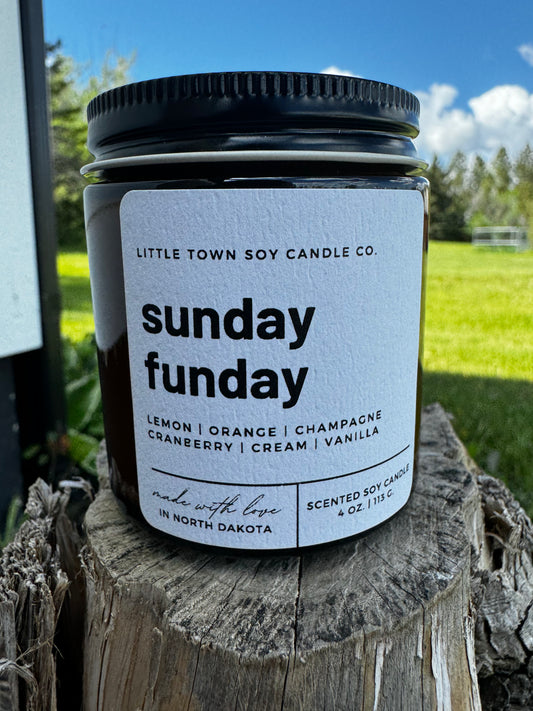 LITTLE TOWN SOY CANDLE CO.
sunday
funday
LEMON | ORANGE | CHAMPAGNE
CRANBERRY | CREAM | VANILLA
made with love
IN NORTH DAKOTA
SCENTED SOY CANDLE
4 OZ. | 113 G.